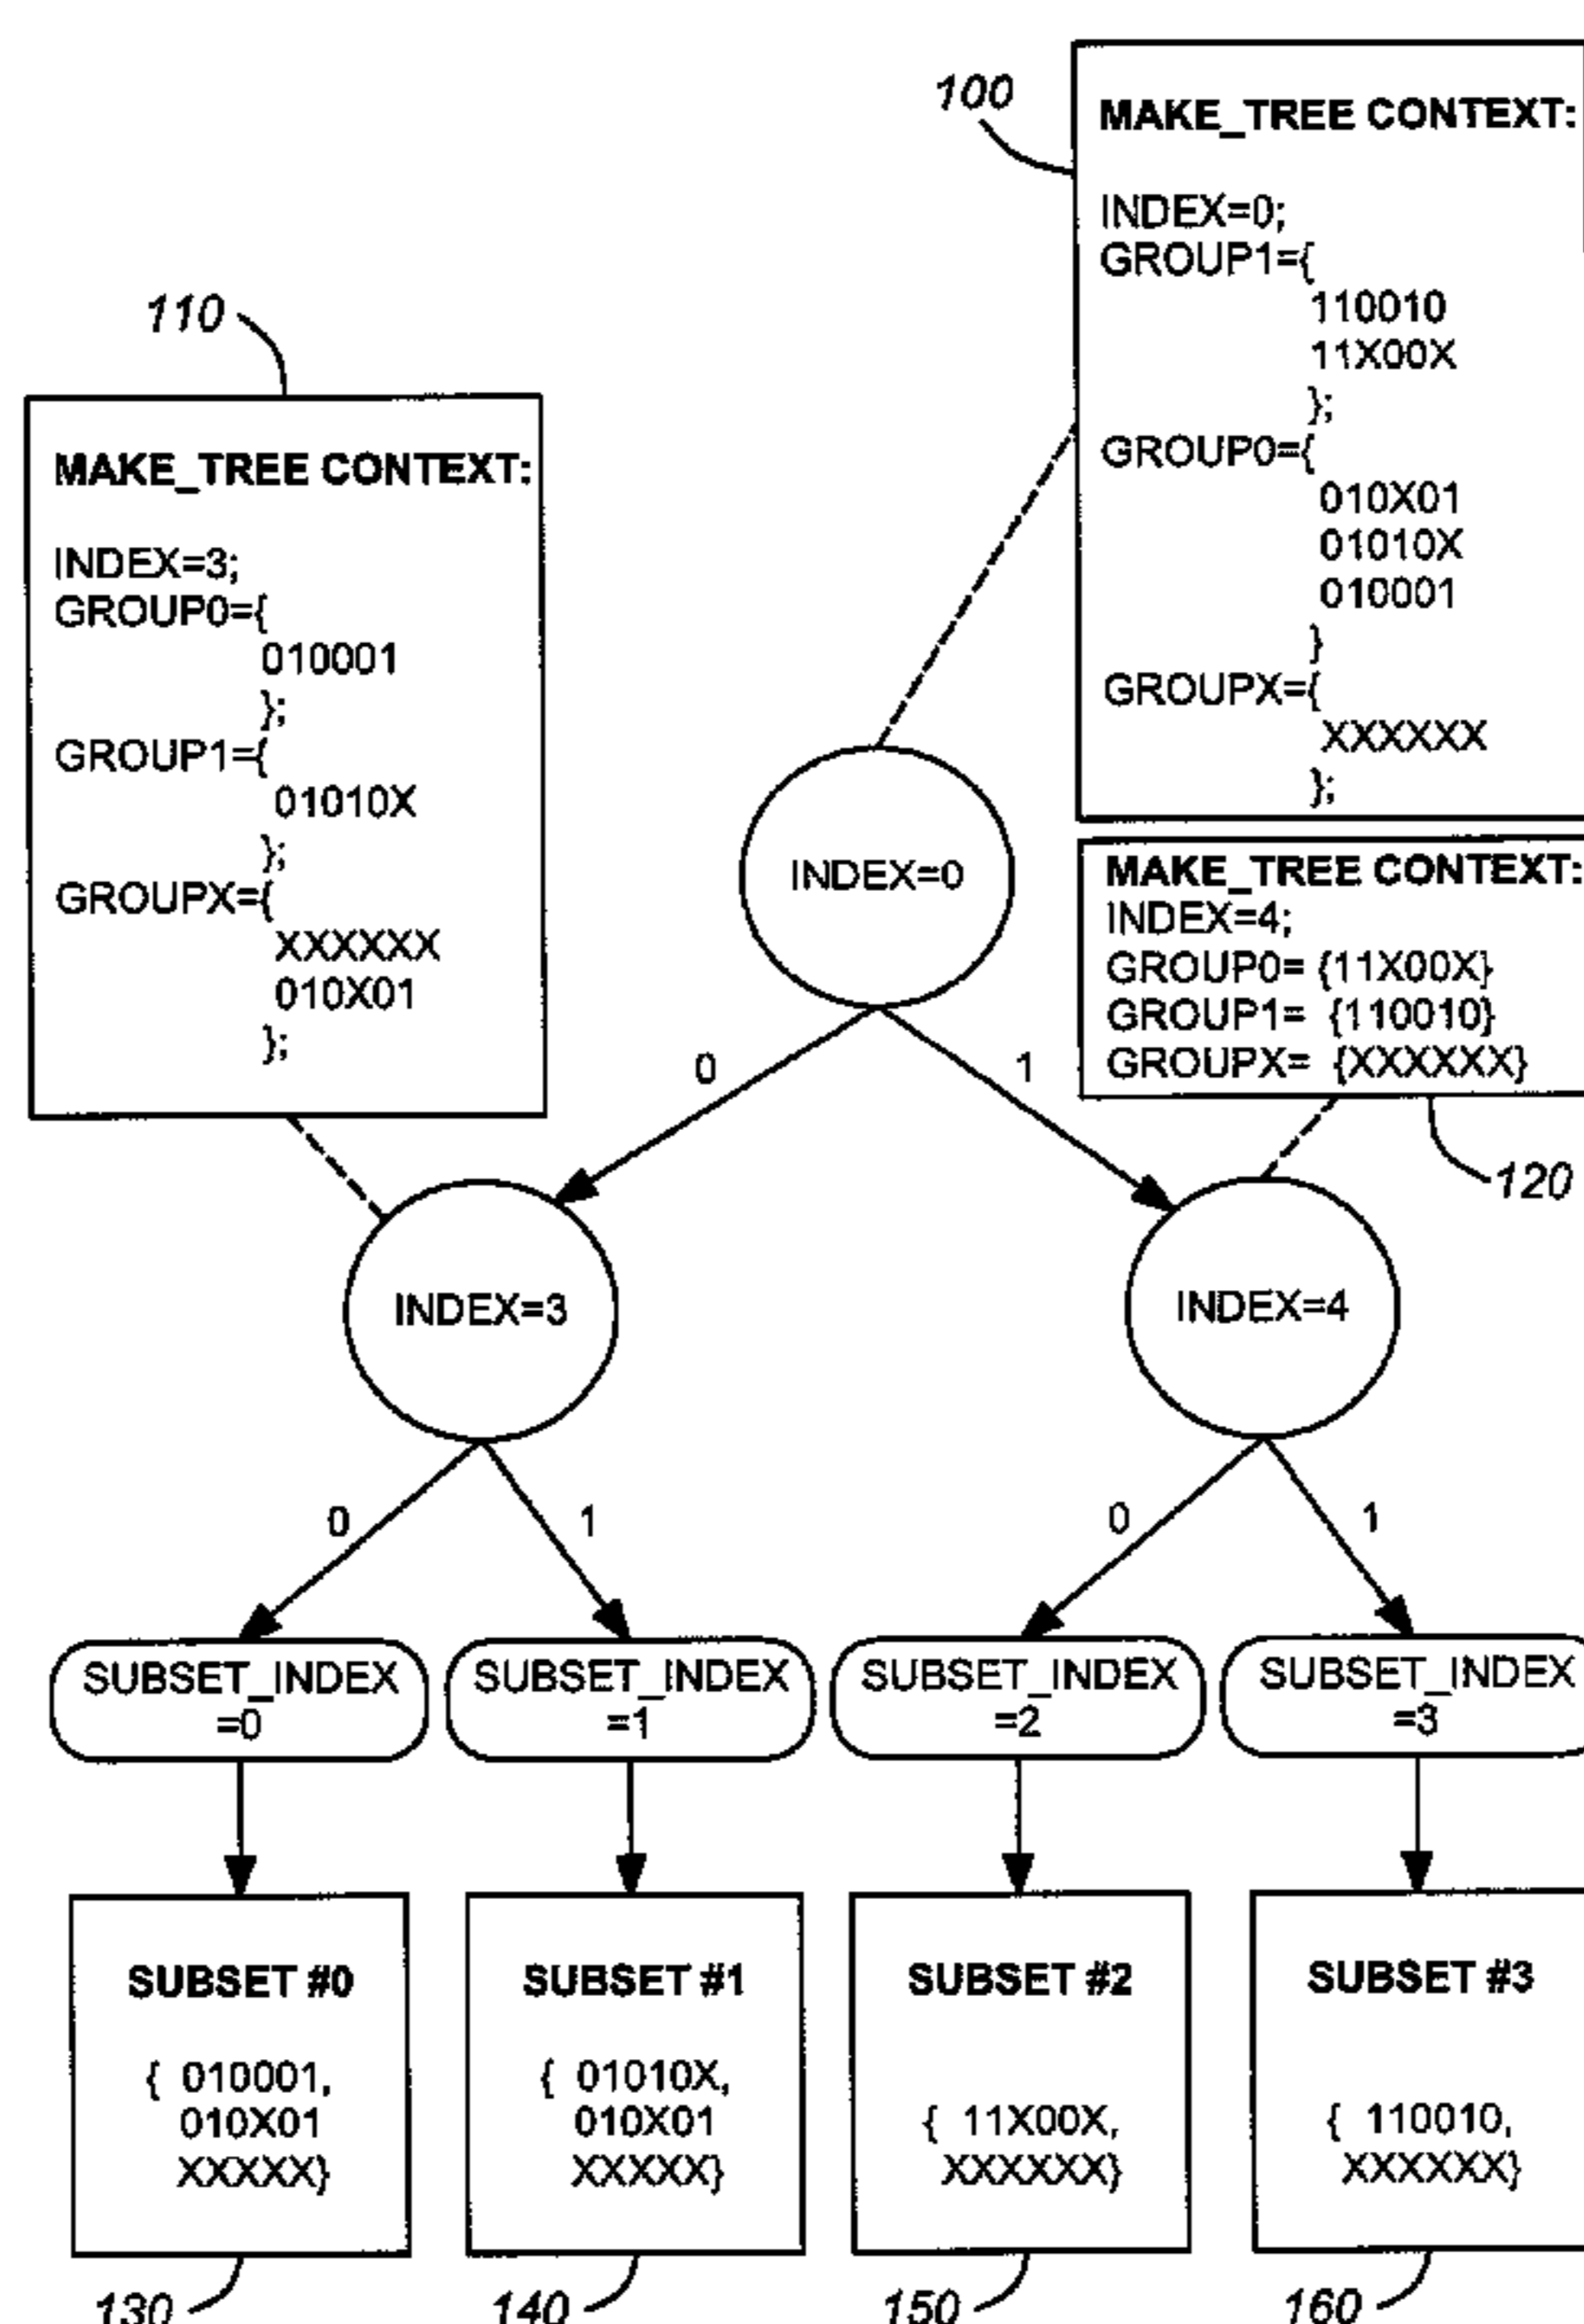 100
MAKE_TREE CONTEXT:
INDEX=0;
GROUP1={
110010
11X00X
};
GROUP0={
010X01
01010X
010001
}
GROUPX={
XXXXXX
};
110
MAKE_TREE CONTEXT:
INDEX=3;
GROUP0={
010001
};
GROUP1={
01010X
};
GROUPX={
XXXXXX
010X01
};
INDEX=0
MAKE_TREE CONTEXT:
INDEX=4;
GROUP0= {11X00X}
GROUP1= {110010}
GROUPX= {XXXXXX}
120
0
1
INDEX=3
INDEX=4
0
1
0
1
SUBSET_INDEX
=0
SUBSET_INDEX
=1
SUBSET_INDEX
=2
SUBSET_INDEX
=3
SUBSET #0
{ 010001,
010X01
XXXXX}
SUBSET #1
{ 01010X,
010X01
XXXXX}
SUBSET #2
{ 11X00X,
XXXXXX}
SUBSET #3
{ 110010,
XXXXXX}
130
140
150
160